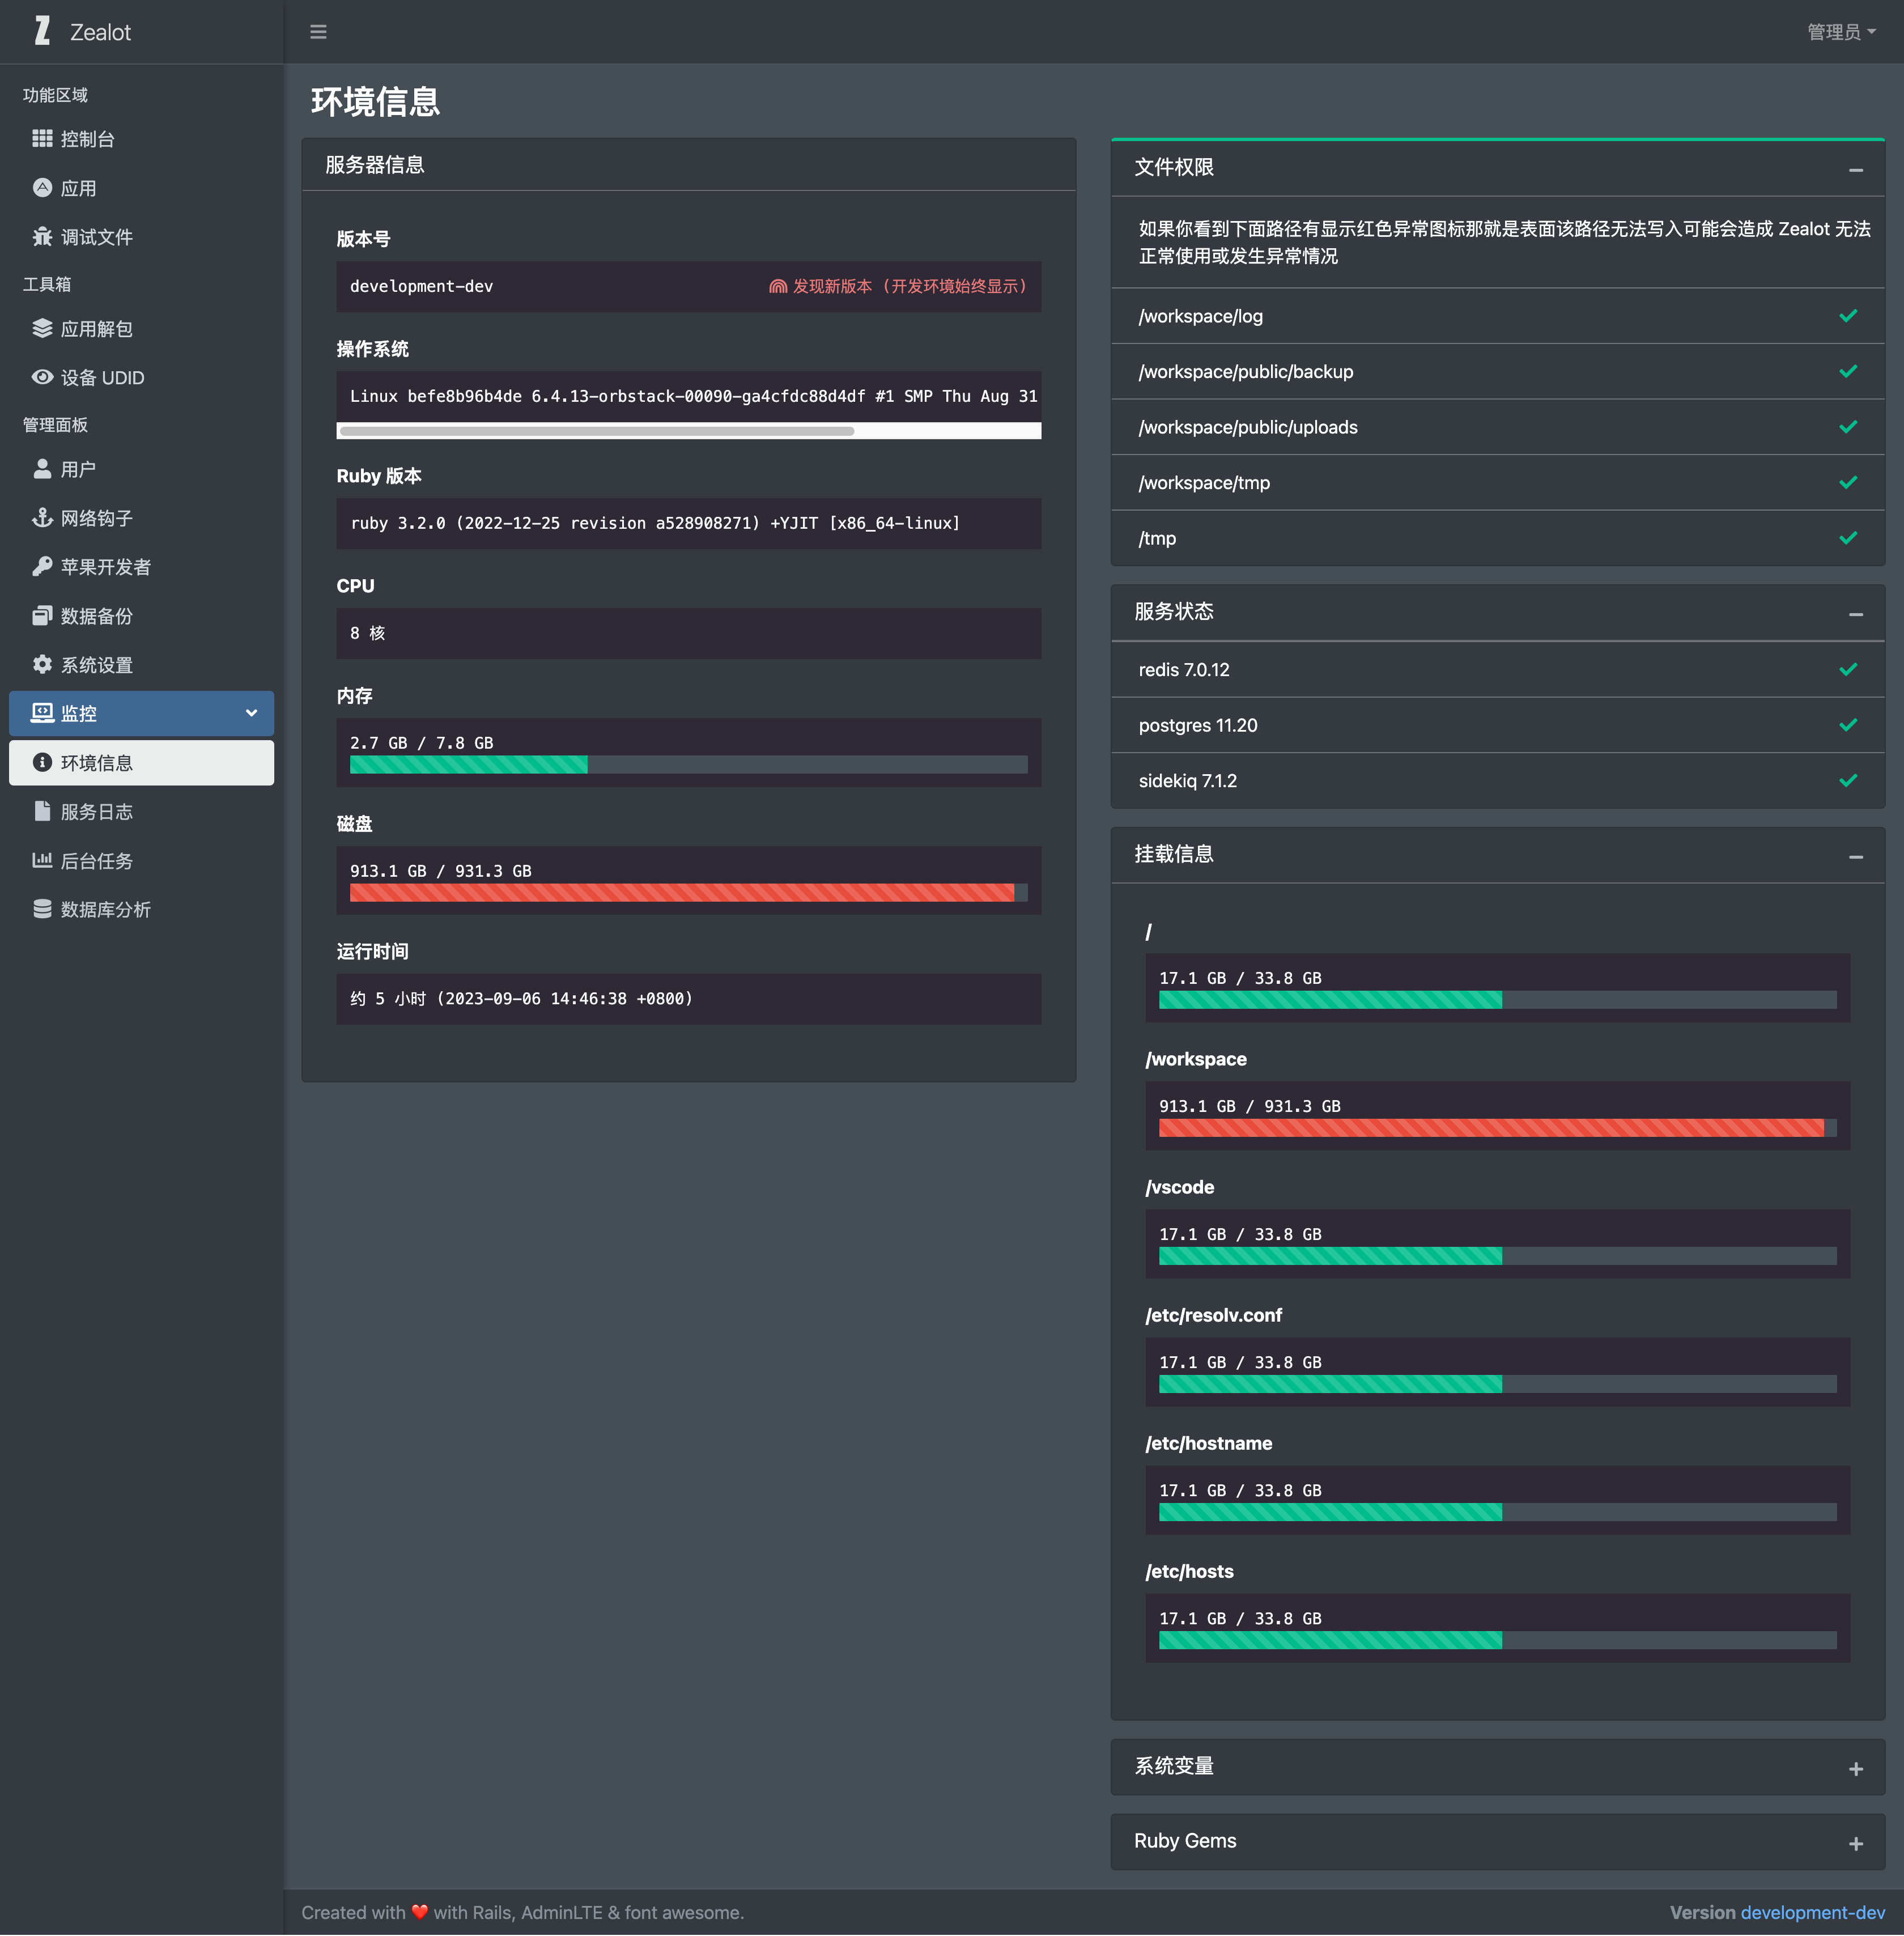 Zealot
管理员
功能区域
控制台
应用
调试文件
工具箱
应用解包
设备 UDID
管理面板
用户
网络钩子
苹果开发者
数据备份
系统设置
监控
环境信息
服务日志
后台任务
数据库分析
环境信息
服务器信息
版本号
development-dev
发现新版本 (开发环境始终显示)
操作系统
Linux befe8b96b4de 6.4.13-orbstack-00090-ga4cfdc88d4df #1 SMP Thu Aug 31
Ruby 版本
ruby 3.2.0 (2022-12-25 revision a528908271) +YJIT [x86_64-linux]
CPU
8 核
内存
2.7 GB / 7.8 GB
磁盘
913.1 GB / 931.3 GB
运行时间
约 5 小时 (2023-09-06 14:46:38 +0800)
文件权限
如果你看到下面路径有显示红色异常图标那就是表面该路径无法写入可能会造成 Zealot 无法
正常使用或发生异常情况
/workspace/log
/workspace/public/backup
/workspace/public/uploads
/workspace/tmp
/tmp
服务状态
redis 7.0.12
postgres 11.20
sidekiq 7.1.2
挂载信息
/
17.1 GB / 33.8 GB
/workspace
913.1 GB / 931.3 GB
/vscode
17.1 GB / 33.8 GB
/etc/resolv.conf
17.1 GB / 33.8 GB
/etc/hostname
17.1 GB / 33.8 GB
/etc/hosts
17.1 GB / 33.8 GB
系统变量
Ruby Gems
Created with ❤️ with Rails, AdminLTE & font awesome.
Version development-dev